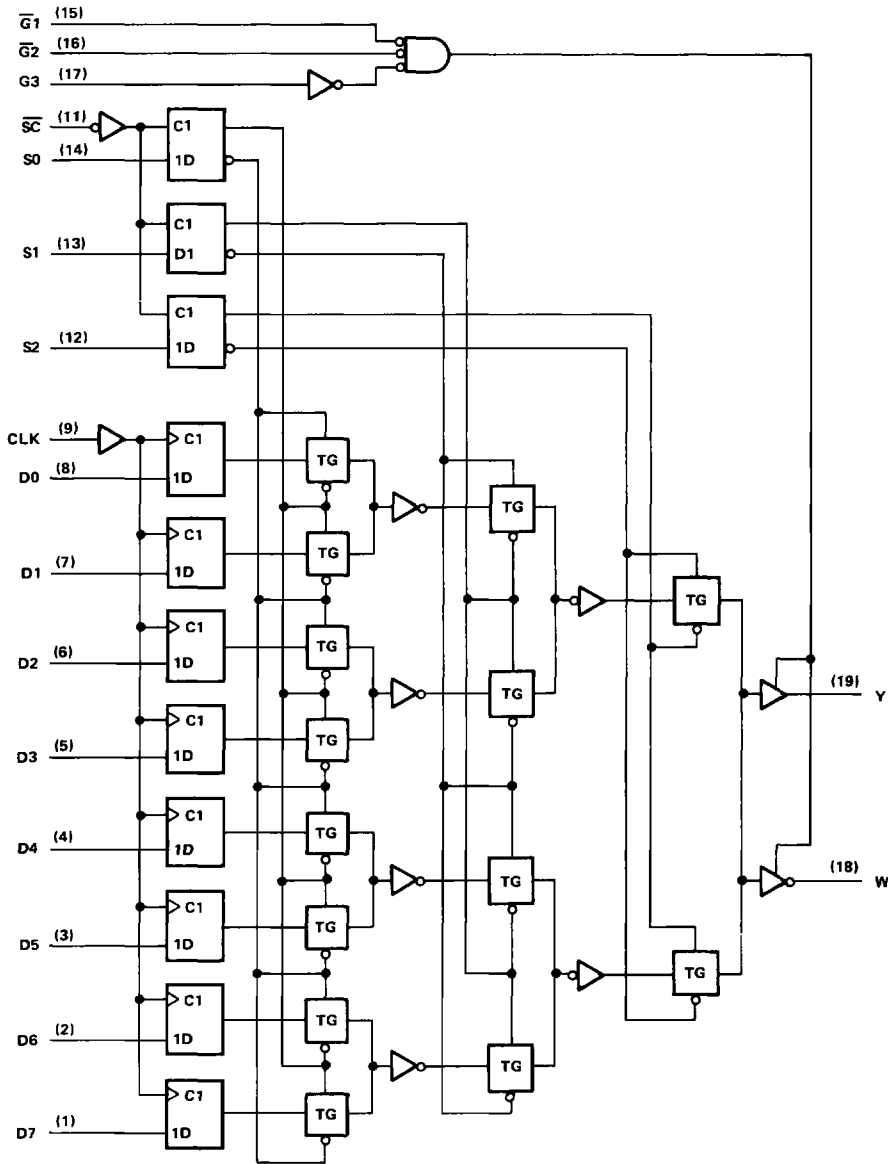 G̅1 (15)
G̅2 (16)
G3 (17)
S̅C̅ (11) C1
S0 (14) 1D
C1
S1 (13) D1
C1
S2 (12) 1D
CLK (9) C1 TG
D0 (8) 1D TG
C1 TG
D1 (7) 1D
TG
C1 TG
D2 (6) 1D
TG
C1 TG
D3 (5) 1D (19) Y
C1 TG
D4 (4) 1D
TG (18) W
C1 TG
D5 (3) 1D
TG
C1 TG
D6 (2) 1D
TG
C1 TG
D7 (1) 1D